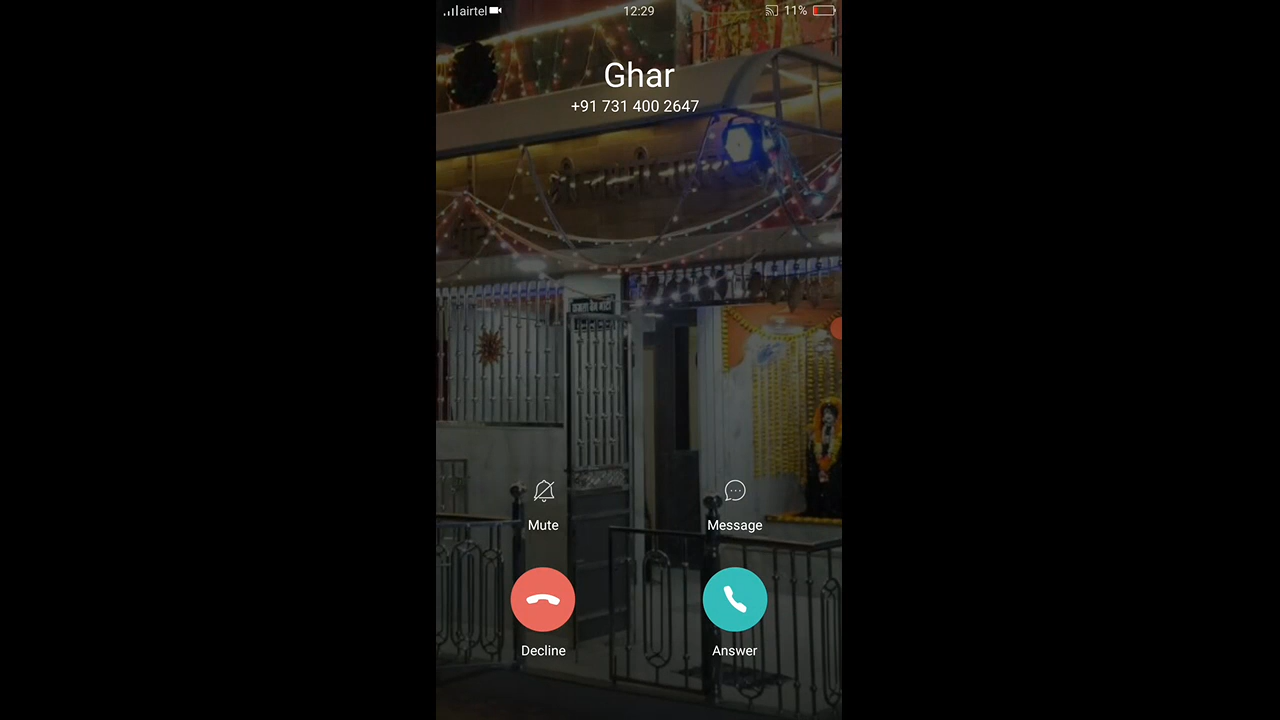 airtel 12:29 11%
Ghar
+91 731 400 2647
Mute Message
Decline Answer